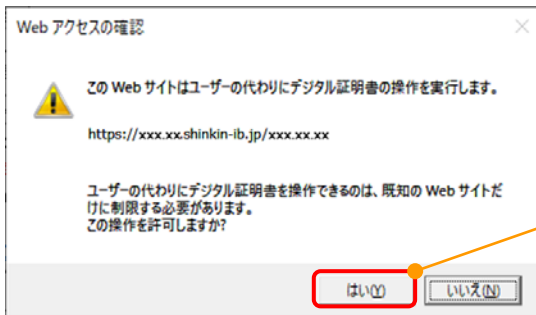 Web アクセスの確認
この Web サイトはユーザーの代わりにデジタル証明書の操作を実行します。
https://xxx.xx.shinkin-ib.jp/xxx.xx.xx
ユーザーの代わりにデジタル証明書を操作できるのは、既知の Web サイトだ
けに制限する必要があります。
この操作を許可しますか?
はい(Y)
いいえ(N)